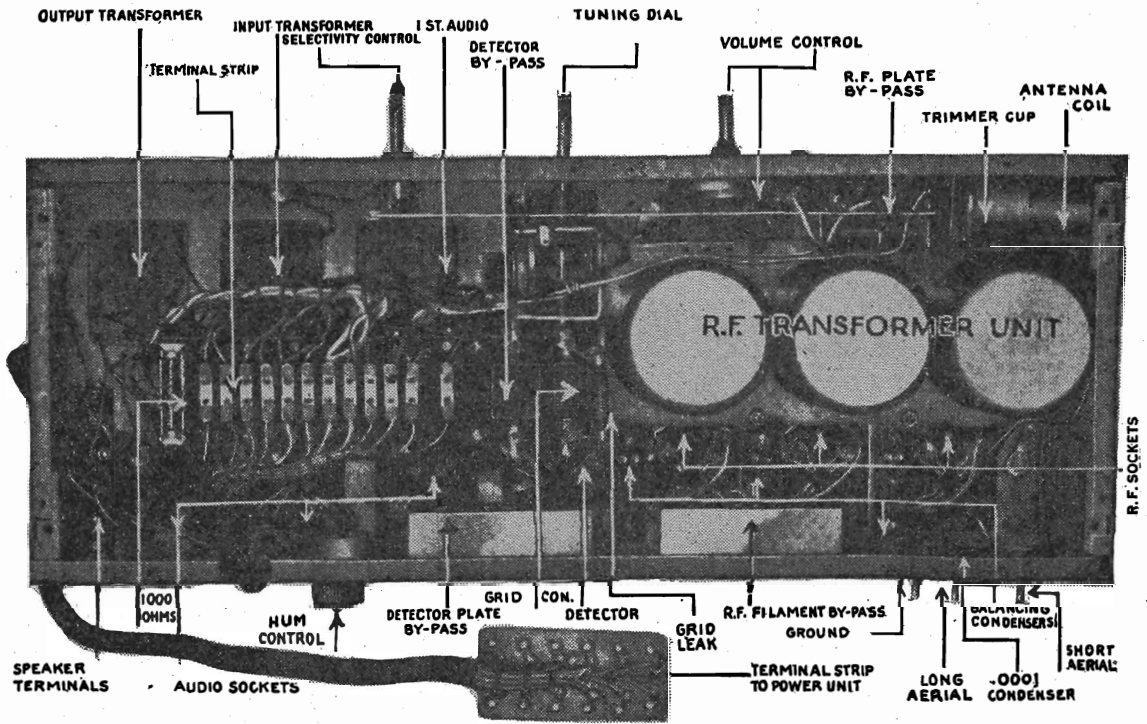 OUTPUT TRANSFORMER
INPUT TRANSFORMER
SELECTIVITY CONTROL
1 ST. AUDIO
TUNING DIAL
TERMINAL STRIP
DETECTOR
BY-PASS
VOLUME CONTROL
R.F. PLATE
BY-PASS
ANTENNA
COIL
TRIMMER CUP
R.F. TRANSFORMER UNIT
R.F. SOCKETS
1000
OHMS
HUM
CONTROL
DETECTOR PLATE
BY-PASS
GRID CON.
DETECTOR
GRID
LEAK
R.F. FILAMENT BY-PASS
GROUND
BALANCING
CONDENSERS
SHORT
AERIAL
LONG
AERIAL
.0001
CONDENSER
SPEAKER
TERMINALS
AUDIO SOCKETS
TERMINAL STRIP
TO POWER UNIT